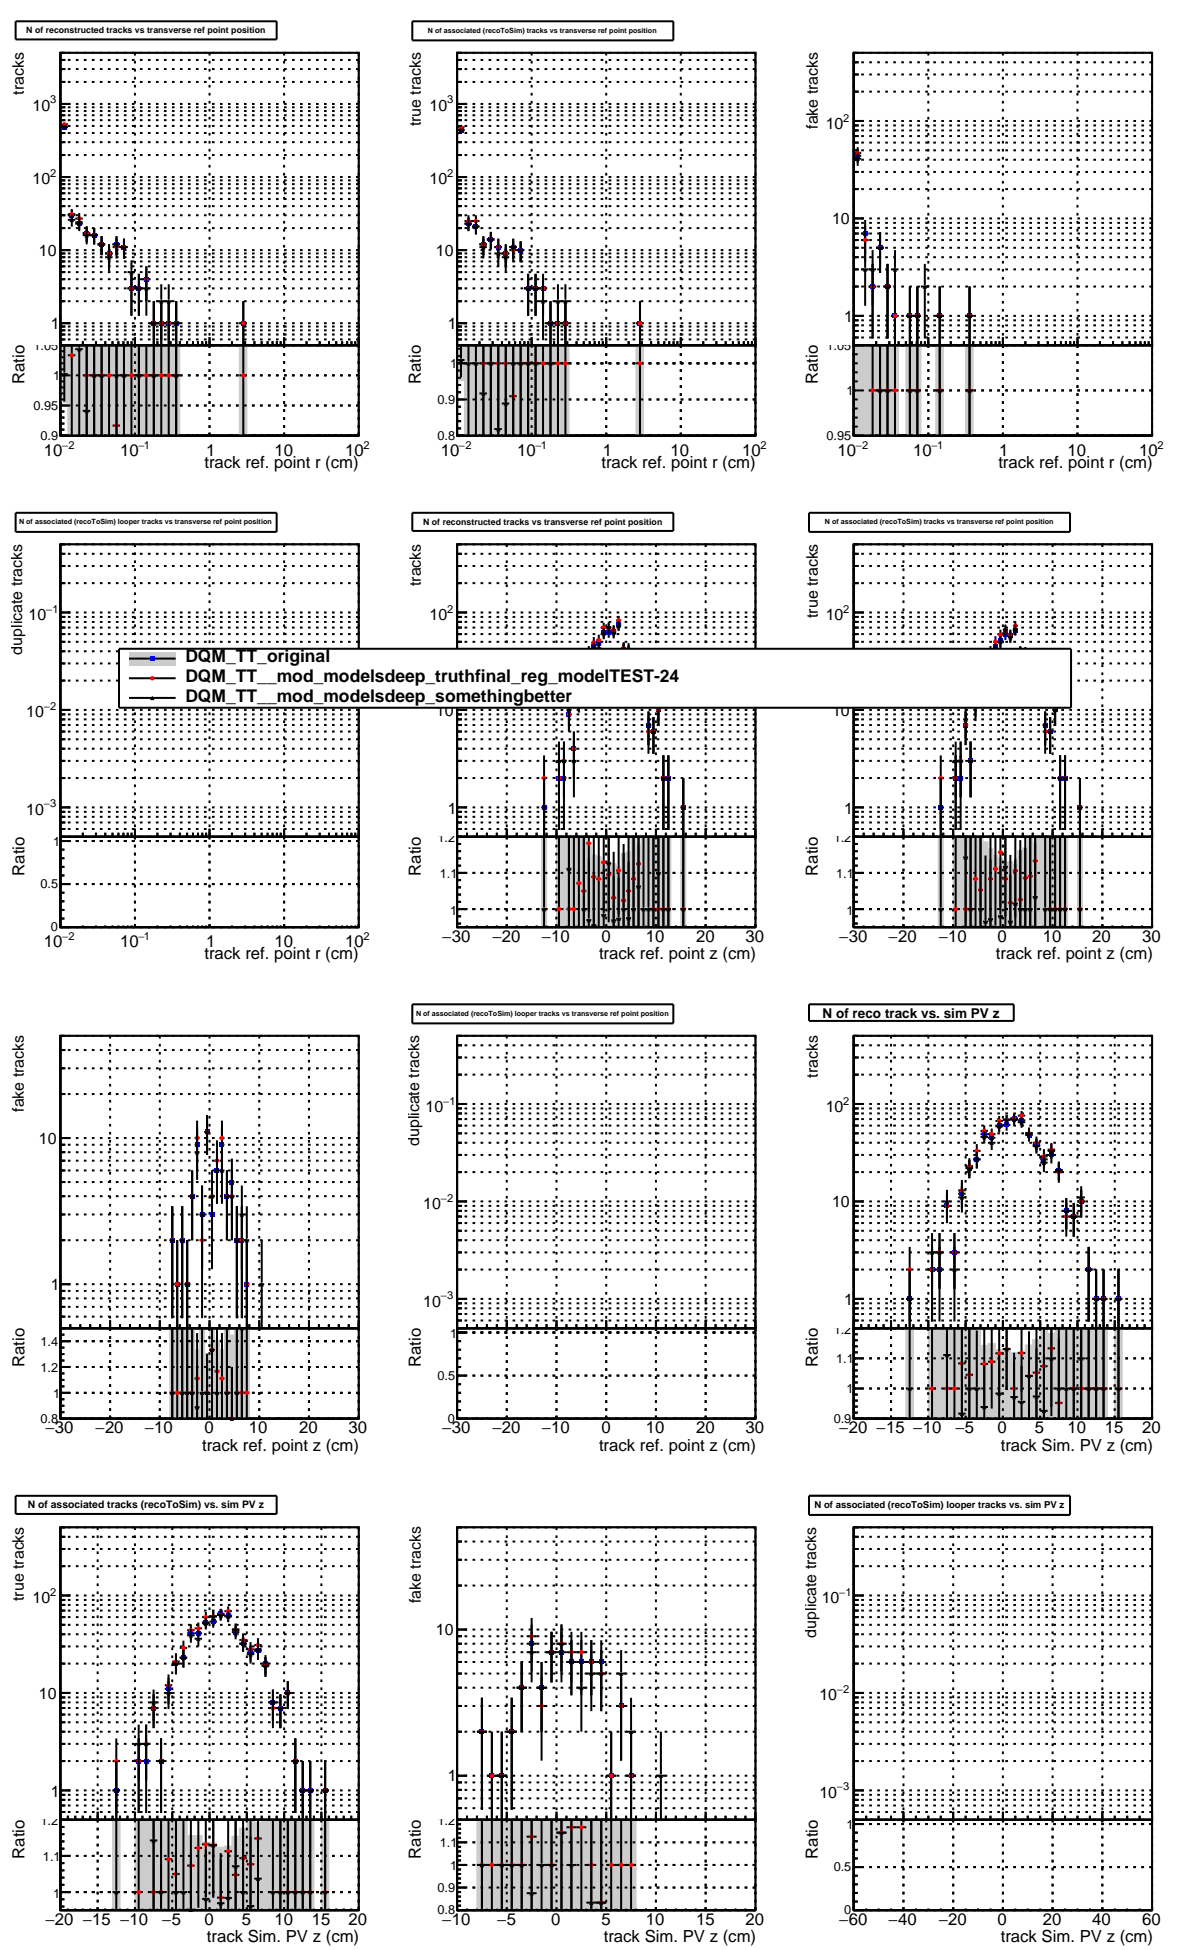 N of reconstructed tracks vs transverse ref point position
tracks
10³
10²
10
1
Ratio
1.05
1
0.95
0.9
10⁻² 10⁻¹ 1 10 10²
track ref. point r (cm)
N of associated (recoToSim) tracks vs transverse ref point position
true tracks
10³
10²
10
1
Ratio
1
0.9
0.8
10⁻² 10⁻¹ 1 10 10²
track ref. point r (cm)
fake tracks
10²
10
1
Ratio
1.05
1
0.95
10⁻² 10⁻¹ 1 10 10²
track ref. point r (cm)
N of associated (recoToSim) looper tracks vs transverse ref point position
duplicate tracks
10⁻¹
10⁻²
10⁻³
Ratio
1
0.5
0
10⁻² 10⁻¹ 1 10 10²
track ref. point r (cm)
N of reconstructed tracks vs transverse ref point position
tracks
10²
10
1
Ratio
1.2
1.1
1
−30 −20 −10 0 10 20 30
track ref. point z (cm)
N of associated (recoToSim) tracks vs transverse ref point position
true tracks
10²
10
1
Ratio
1.2
1.1
1
−30 −20 −10 0 10 20 30
track ref. point z (cm)
DQM_TT_original
DQM_TT__mod_modelsdeep_truthfinal_reg_modelTEST-24
DQM_TT__mod_modelsdeep_somethingbetter
fake tracks
10
1
Ratio
1.4
1.2
1
0.8
−30 −20 −10 0 10 20 30
track ref. point z (cm)
N of associated (recoToSim) looper tracks vs transverse ref point position
duplicate tracks
10⁻¹
10⁻²
10⁻³
Ratio
1
0.5
0
−30 −20 −10 0 10 20 30
track ref. point z (cm)
N of reco track vs. sim PV z
tracks
10²
10
1
Ratio
1.2
1.1
1
0.9
−20 −15 −10 −5 0 5 10 15 20
track Sim. PV z (cm)
N of associated tracks (recoToSim) vs. sim PV z
true tracks
10²
10
1
Ratio
1.2
1.1
1
−20 −15 −10 −5 0 5 10 15 20
track Sim. PV z (cm)
fake tracks
10
1
Ratio
1.2
1.1
1
0.9
0.8
−10 −5 0 5 10 15 20
track Sim. PV z (cm)
N of associated (recoToSim) looper tracks vs. sim PV z
duplicate tracks
10⁻¹
10⁻²
10⁻³
Ratio
1
0.5
0
−60 −40 −20 0 20 40 60
track Sim. PV z (cm)